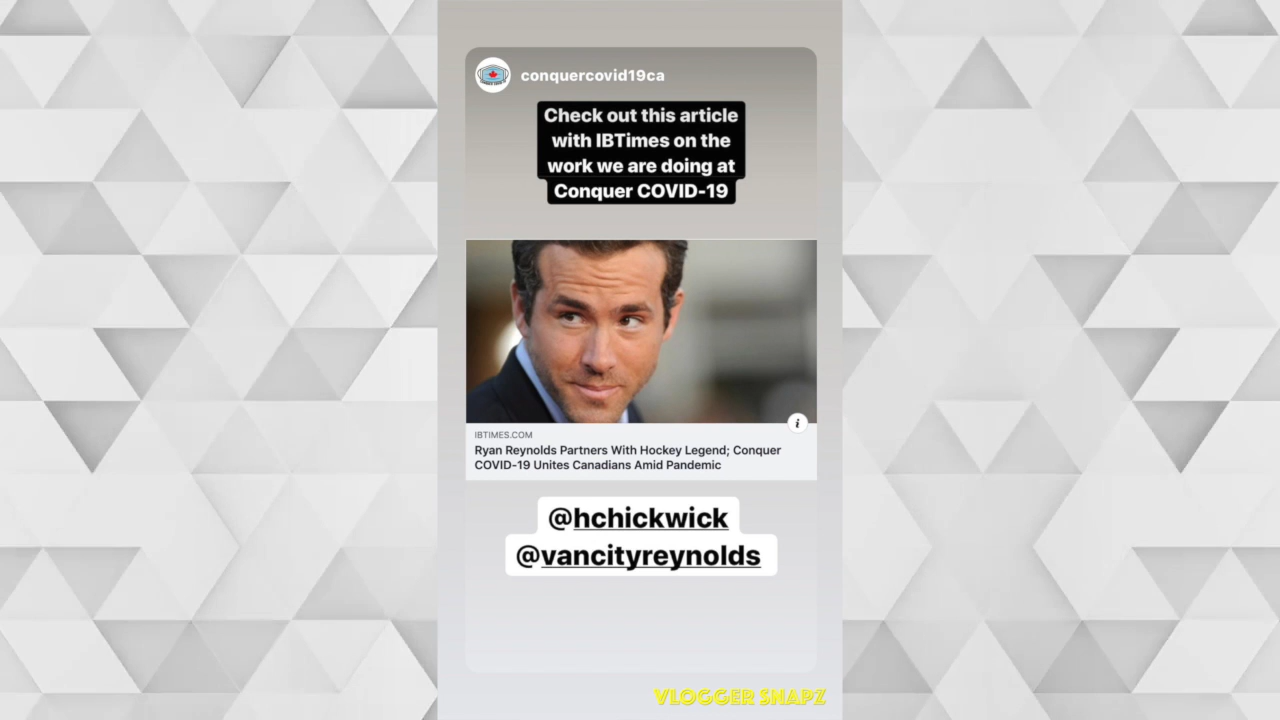 conquercovid19ca
Check out this article
with IBTimes on the
work we are doing at
Conquer COVID-19
i
IBTIMES.COM
Ryan Reynolds Partners With Hockey Legend; Conquer
COVID-19 Unites Canadians Amid Pandemic
@hchickwick
@vancityreynolds
VLOGGER SNAPZ